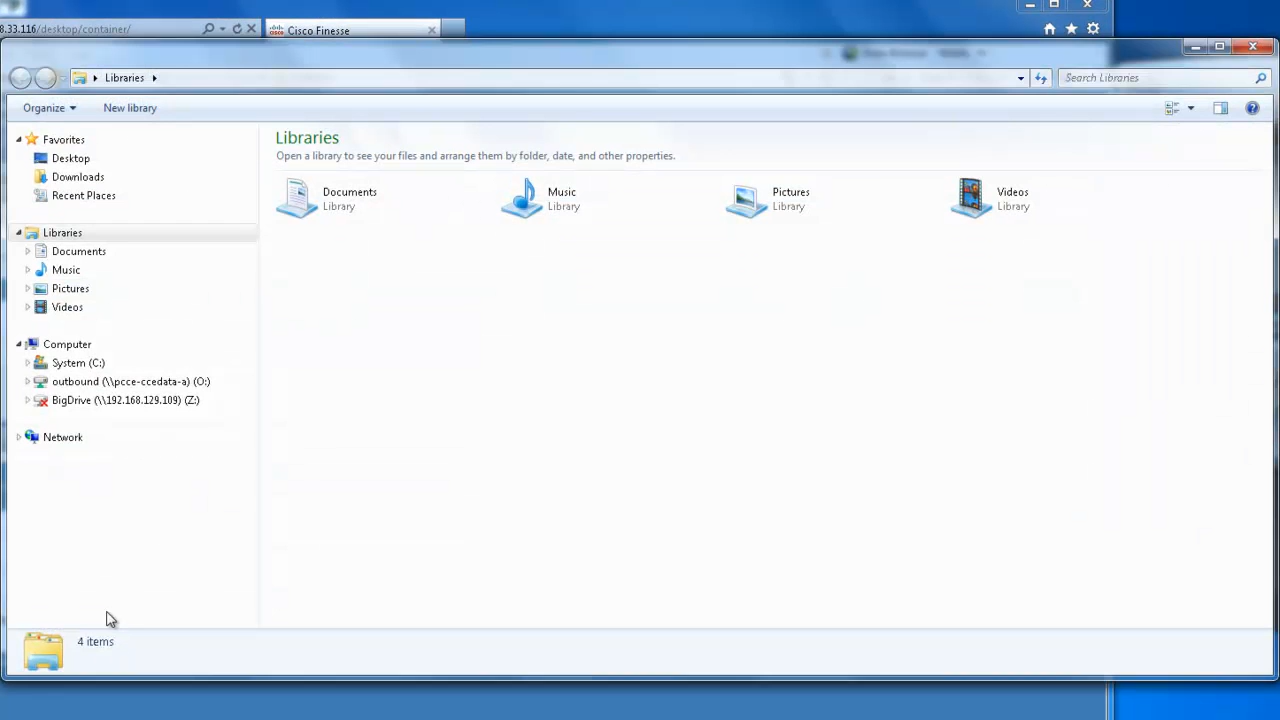 8.33.116/desktop/container/
Cisco Finesse
Libraries
Search Libraries
Organize
New library
Favorites
Desktop
Downloads
Recent Places
Libraries
Documents
Music
Pictures
Videos
Computer
System (C:)
outbound (\\pcce-ccedata-a) (O:)
BigDrive (\\192.168.129.109) (Z:)
Network
Libraries
Open a library to see your files and arrange them by folder, date, and other properties.
Documents
Library
Music
Library
Pictures
Library
Videos
Library
4 items